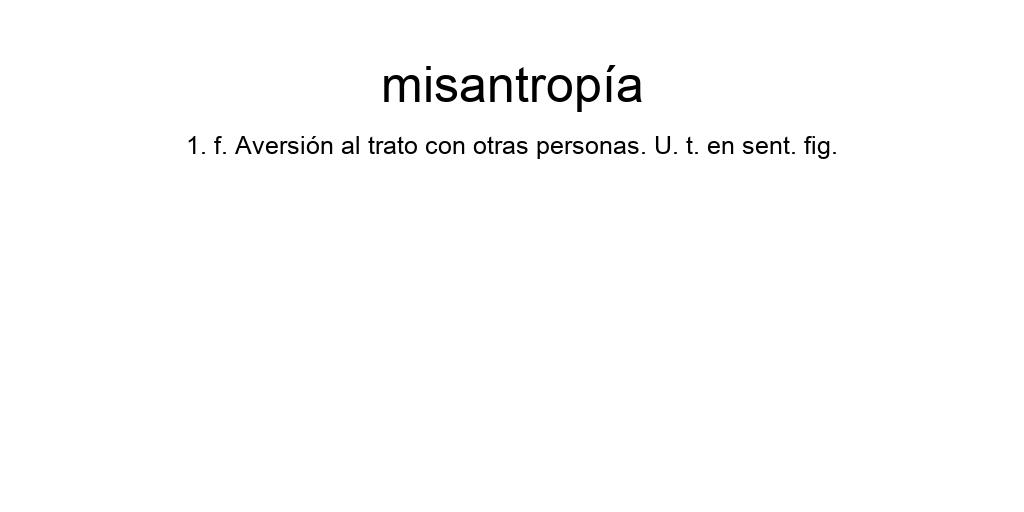 misantropía
1. f. Aversión al trato con otras personas. U. t. en sent. fig.